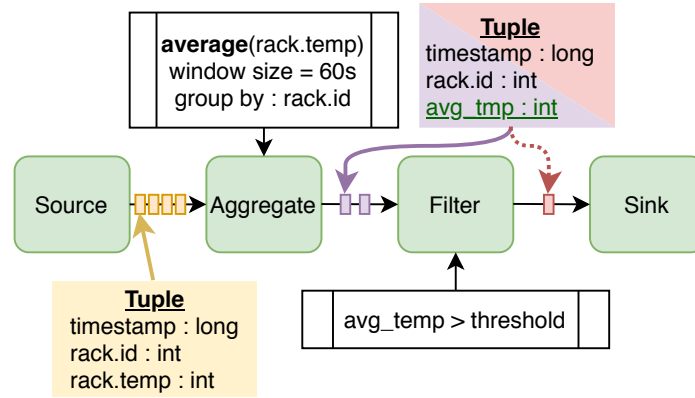 average(rack.temp)
window size = 60s
group by : rack.id
Tuple
timestamp : long
rack.id : int
avg_tmp : int
Source
Aggregate
Filter
Sink
Tuple
timestamp : long
rack.id : int
rack.temp : int
avg_temp > threshold